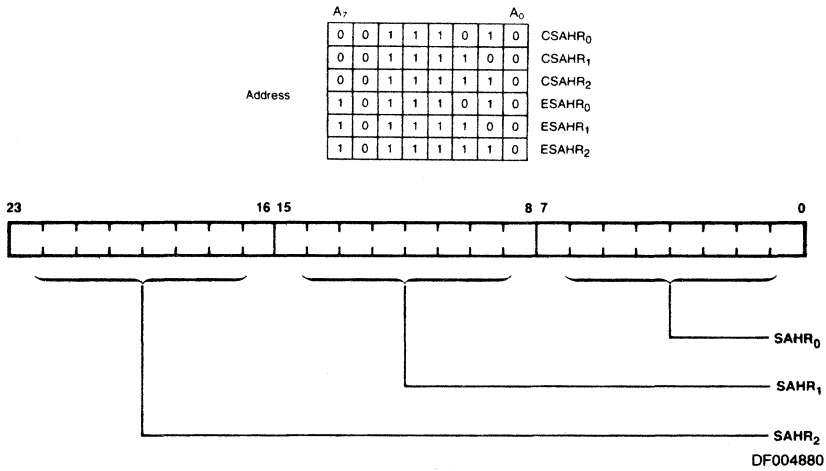 A₇ A₀
0 0 1 1 1 0 1 0 CSAHR₀
0 0 1 1 1 1 0 0 CSAHR₁
0 0 1 1 1 1 1 0 CSAHR₂
Address
1 0 1 1 1 0 1 0 ESAHR₀
1 0 1 1 1 1 0 0 ESAHR₁
1 0 1 1 1 1 1 0 ESAHR₂
23 16 15 8 7 0
SAHR₀
SAHR₁
SAHR₂
DF004880